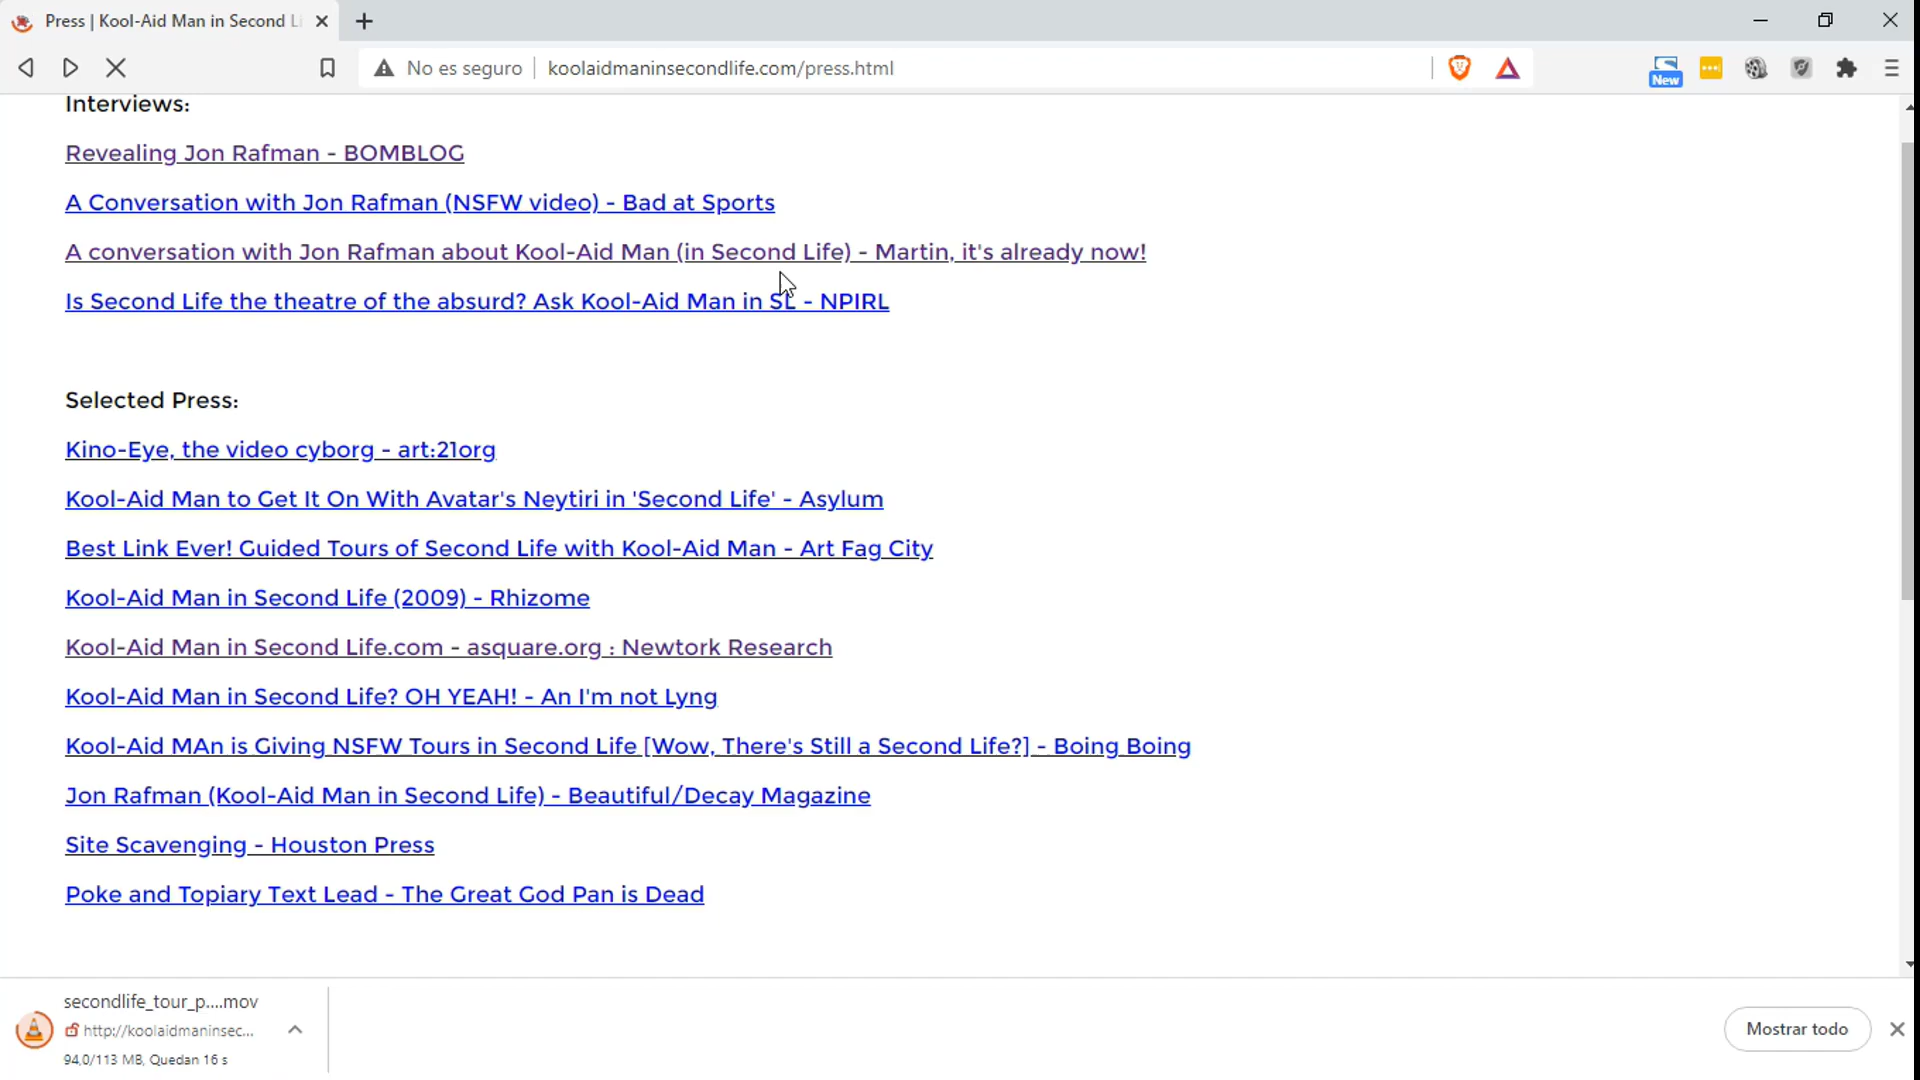 Press | Kool-Aid Man in Second Li
No es seguro
koolaidmaninsecondlife.com/press.html
New
Interviews:
Revealing Jon Rafman - BOMBLOG
A Conversation with Jon Rafman (NSFW video) - Bad at Sports
A conversation with Jon Rafman about Kool-Aid Man (in Second Life) - Martin, it's already now!
Is Second Life the theatre of the absurd? Ask Kool-Aid Man in SL - NPIRL
Selected Press:
Kino-Eye, the video cyborg - art:21org
Kool-Aid Man to Get It On With Avatar's Neytiri in 'Second Life' - Asylum
Best Link Ever! Guided Tours of Second Life with Kool-Aid Man - Art Fag City
Kool-Aid Man in Second Life (2009) - Rhizome
Kool-Aid Man in Second Life.com - asquare.org : Newtork Research
Kool-Aid Man in Second Life? OH YEAH! - An I'm not Lyng
Kool-Aid MAn is Giving NSFW Tours in Second Life [Wow, There's Still a Second Life?] - Boing Boing
Jon Rafman (Kool-Aid Man in Second Life) - Beautiful/Decay Magazine
Site Scavenging - Houston Press
Poke and Topiary Text Lead - The Great God Pan is Dead
secondlife_tour_p....mov
http://koolaidmaninsec...
94,0/113 MB, Quedan 16 s
Mostrar todo